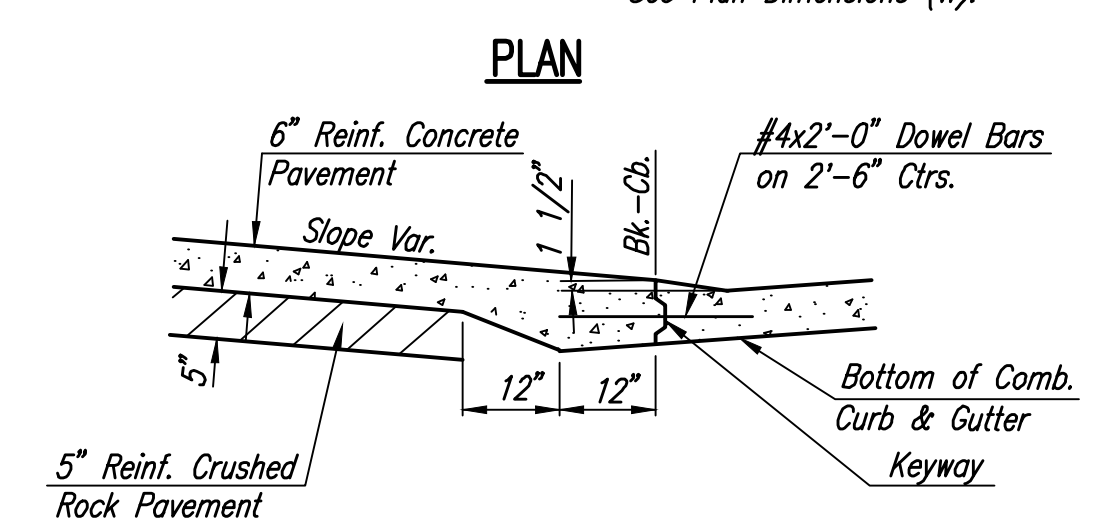 PLAN
6" Reinf. Concrete
Pavement
#4x2'-0" Dowel Bars
on 2'-6" Ctrs.
1 1/2"
Bk.-Cb.
Slope Var.
5"
12"
12"
Bottom of Comb.
Curb & Gutter
Keyway
5" Reinf. Crushed
Rock Pavement